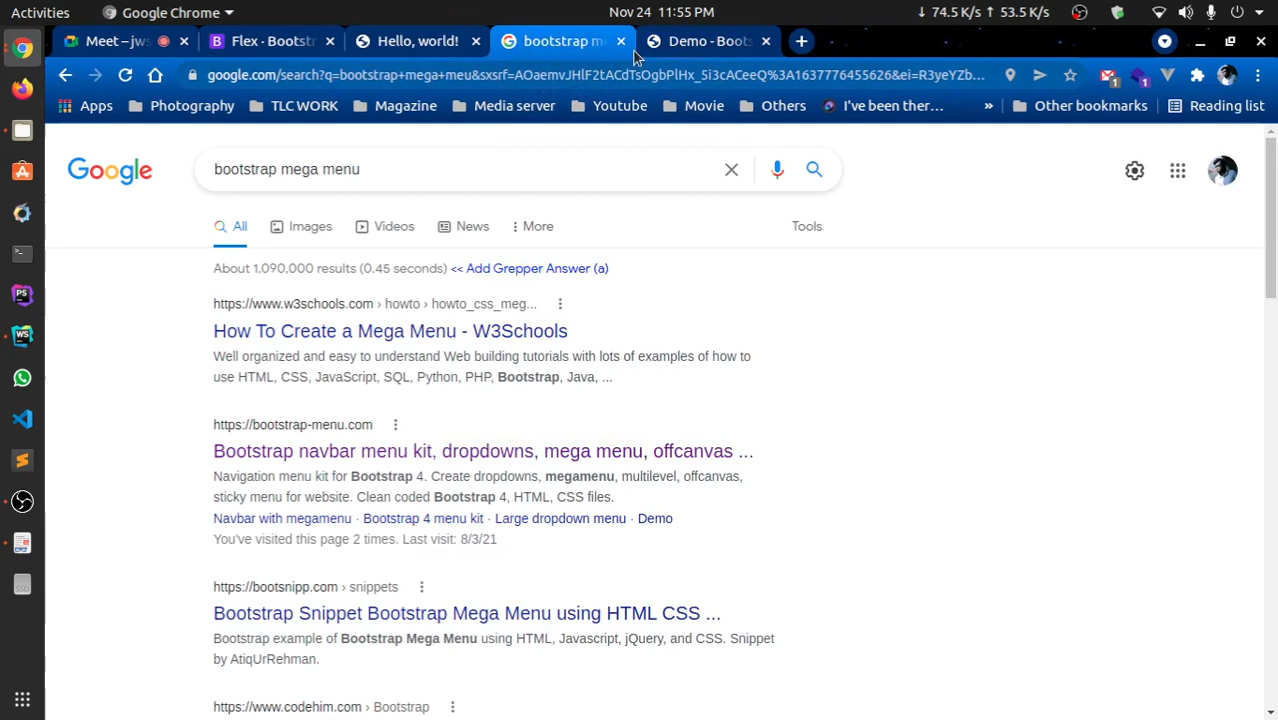 Activities
Google Chrome
Nov 24 11:55 PM
↓ 74.5 K/s ↑ 53.5 K/s
Meet – jws
Flex · Bootst
Hello, world!
bootstrap m
Demo - Boots
google.com/search?q=bootstrap+mega+meu&sxsrf=AOaemvJHlF2tACdTsOgbPlHx_5i3cACeeQ%3A1637776455626&ei=R3yeYZb...
Apps
Photography
TLC WORK
Magazine
Media server
Youtube
Movie
Others
I've been ther...
»
Other bookmarks
Reading list
Google
bootstrap mega menu
All
Images
Videos
News
More
Tools
About 1,090,000 results (0.45 seconds) << Add Grepper Answer (a)
https://www.w3schools.com › howto › howto_css_meg...
How To Create a Mega Menu - W3Schools
Well organized and easy to understand Web building tutorials with lots of examples of how to
use HTML, CSS, JavaScript, SQL, Python, PHP, Bootstrap, Java, ...
https://bootstrap-menu.com
Bootstrap navbar menu kit, dropdowns, mega menu, offcanvas ...
Navigation menu kit for Bootstrap 4. Create dropdowns, megamenu, multilevel, offcanvas,
sticky menu for website. Clean coded Bootstrap 4, HTML, CSS files.
Navbar with megamenu · Bootstrap 4 menu kit · Large dropdown menu · Demo
You've visited this page 2 times. Last visit: 8/3/21
https://bootsnipp.com › snippets
Bootstrap Snippet Bootstrap Mega Menu using HTML CSS ...
Bootstrap example of Bootstrap Mega Menu using HTML, Javascript, jQuery, and CSS. Snippet
by AtiqUrRehman.
https://www.codehim.com › Bootstrap